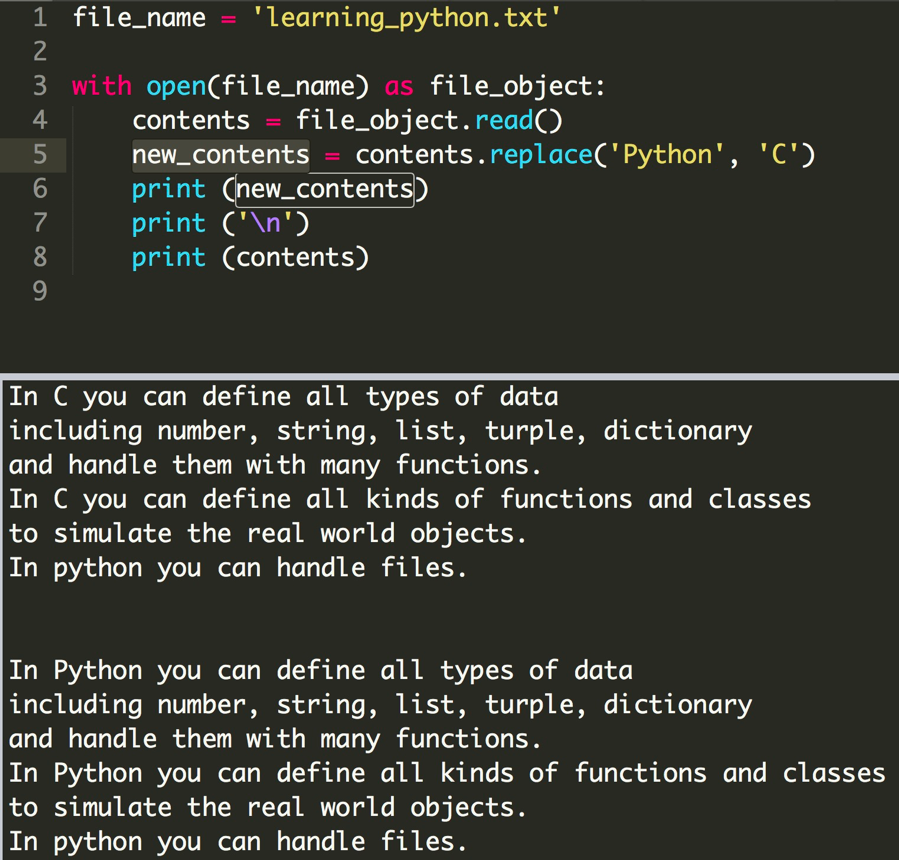 1 file_name = 'learning_python.txt'
2
3 with open(file_name) as file_object:
4     contents = file_object.read()
5     new_contents = contents.replace('Python', 'C')
6     print (new_contents)
7     print ('\n')
8     print (contents)
9
In C you can define all types of data
including number, string, list, turple, dictionary
and handle them with many functions.
In C you can define all kinds of functions and classes
to simulate the real world objects.
In python you can handle files.
In Python you can define all types of data
including number, string, list, turple, dictionary
and handle them with many functions.
In Python you can define all kinds of functions and classes
to simulate the real world objects.
In python you can handle files.